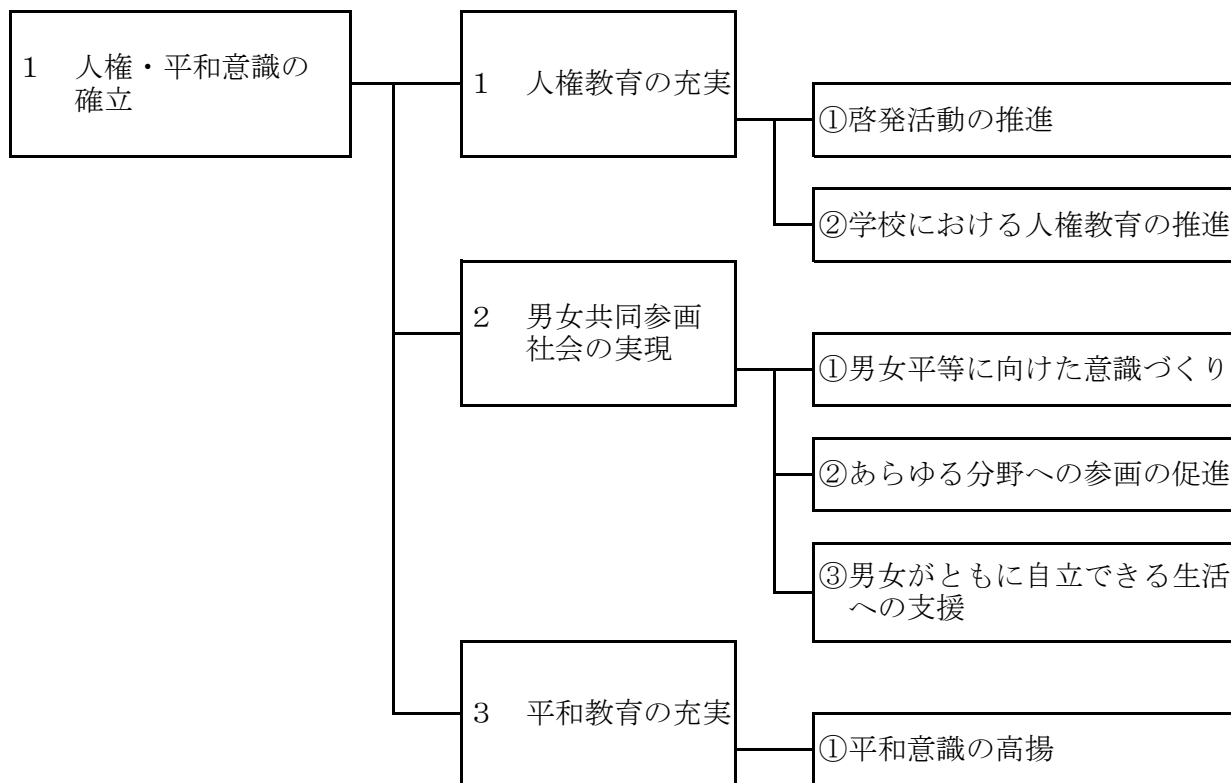 1 人権・平和意識の
確立
1 人権教育の充実
①啓発活動の推進
②学校における人権教育の推進
2 男女共同参画
社会の実現
①男女平等に向けた意識づくり
②あらゆる分野への参画の促進
③男女がともに自立できる生活
への支援
3 平和教育の充実
①平和意識の高揚